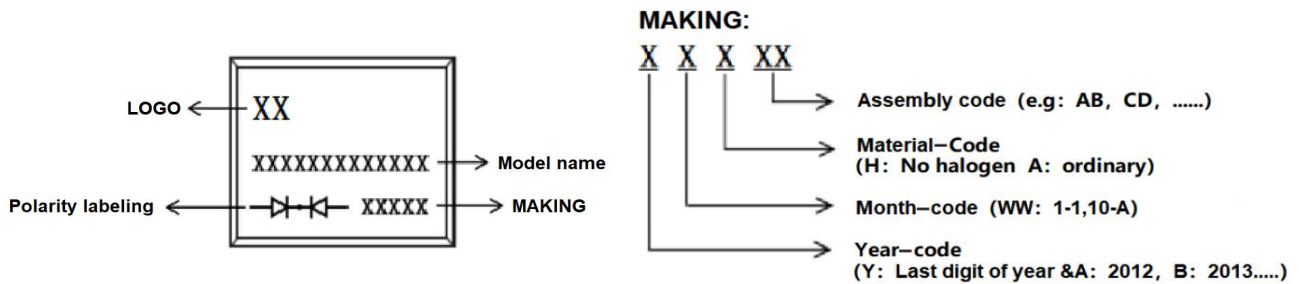 MAKING:
X X X XX
LOGO
XX
XXXXXXXXXXXXX
Model name
Polarity labeling
XXXXX
MAKING
Assembly code (e.g: AB, CD, ......)
Material-Code
(H: No halogen A: ordinary)
Month-code (WW: 1-1,10-A)
Year-code
(Y: Last digit of year &A: 2012, B: 2013.....)